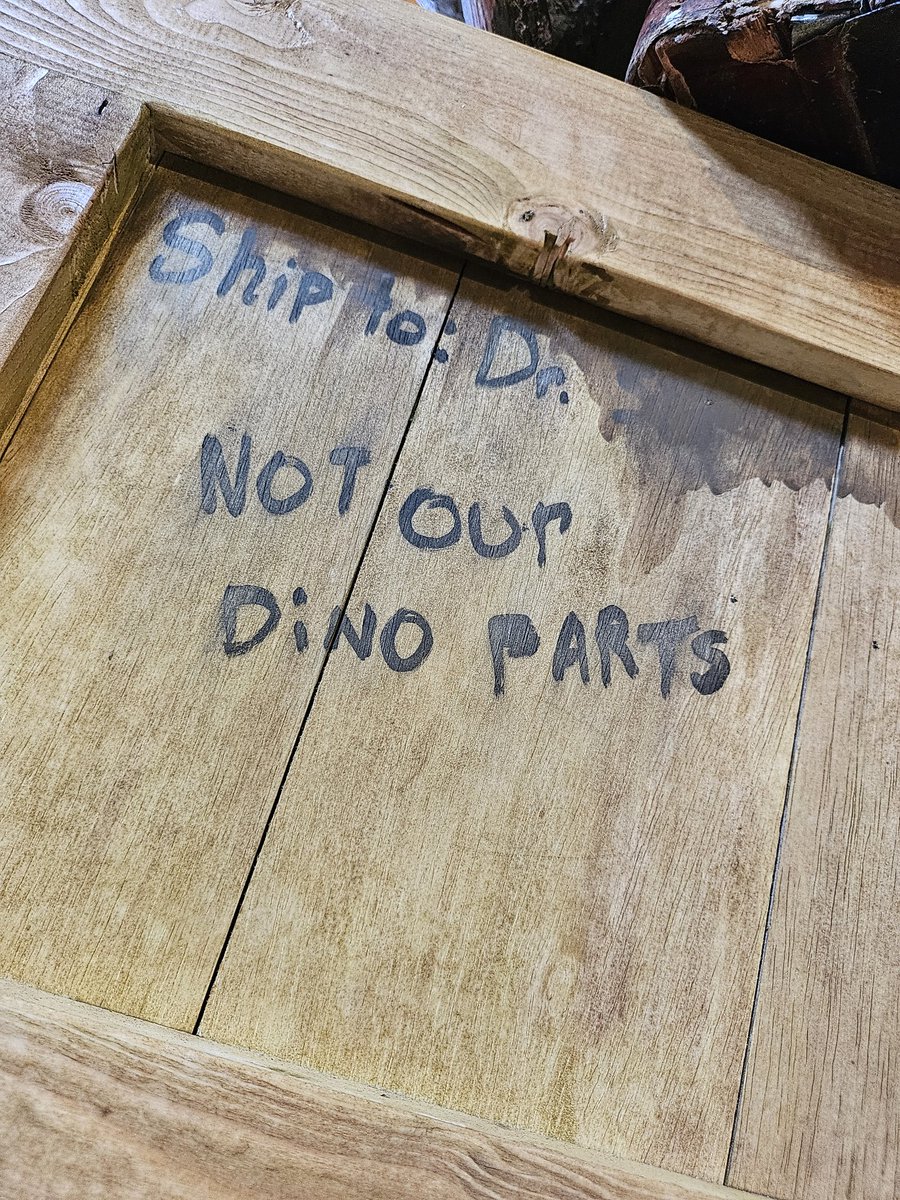 Ship to: Dr.
NOT OUr
DiNO PARTS